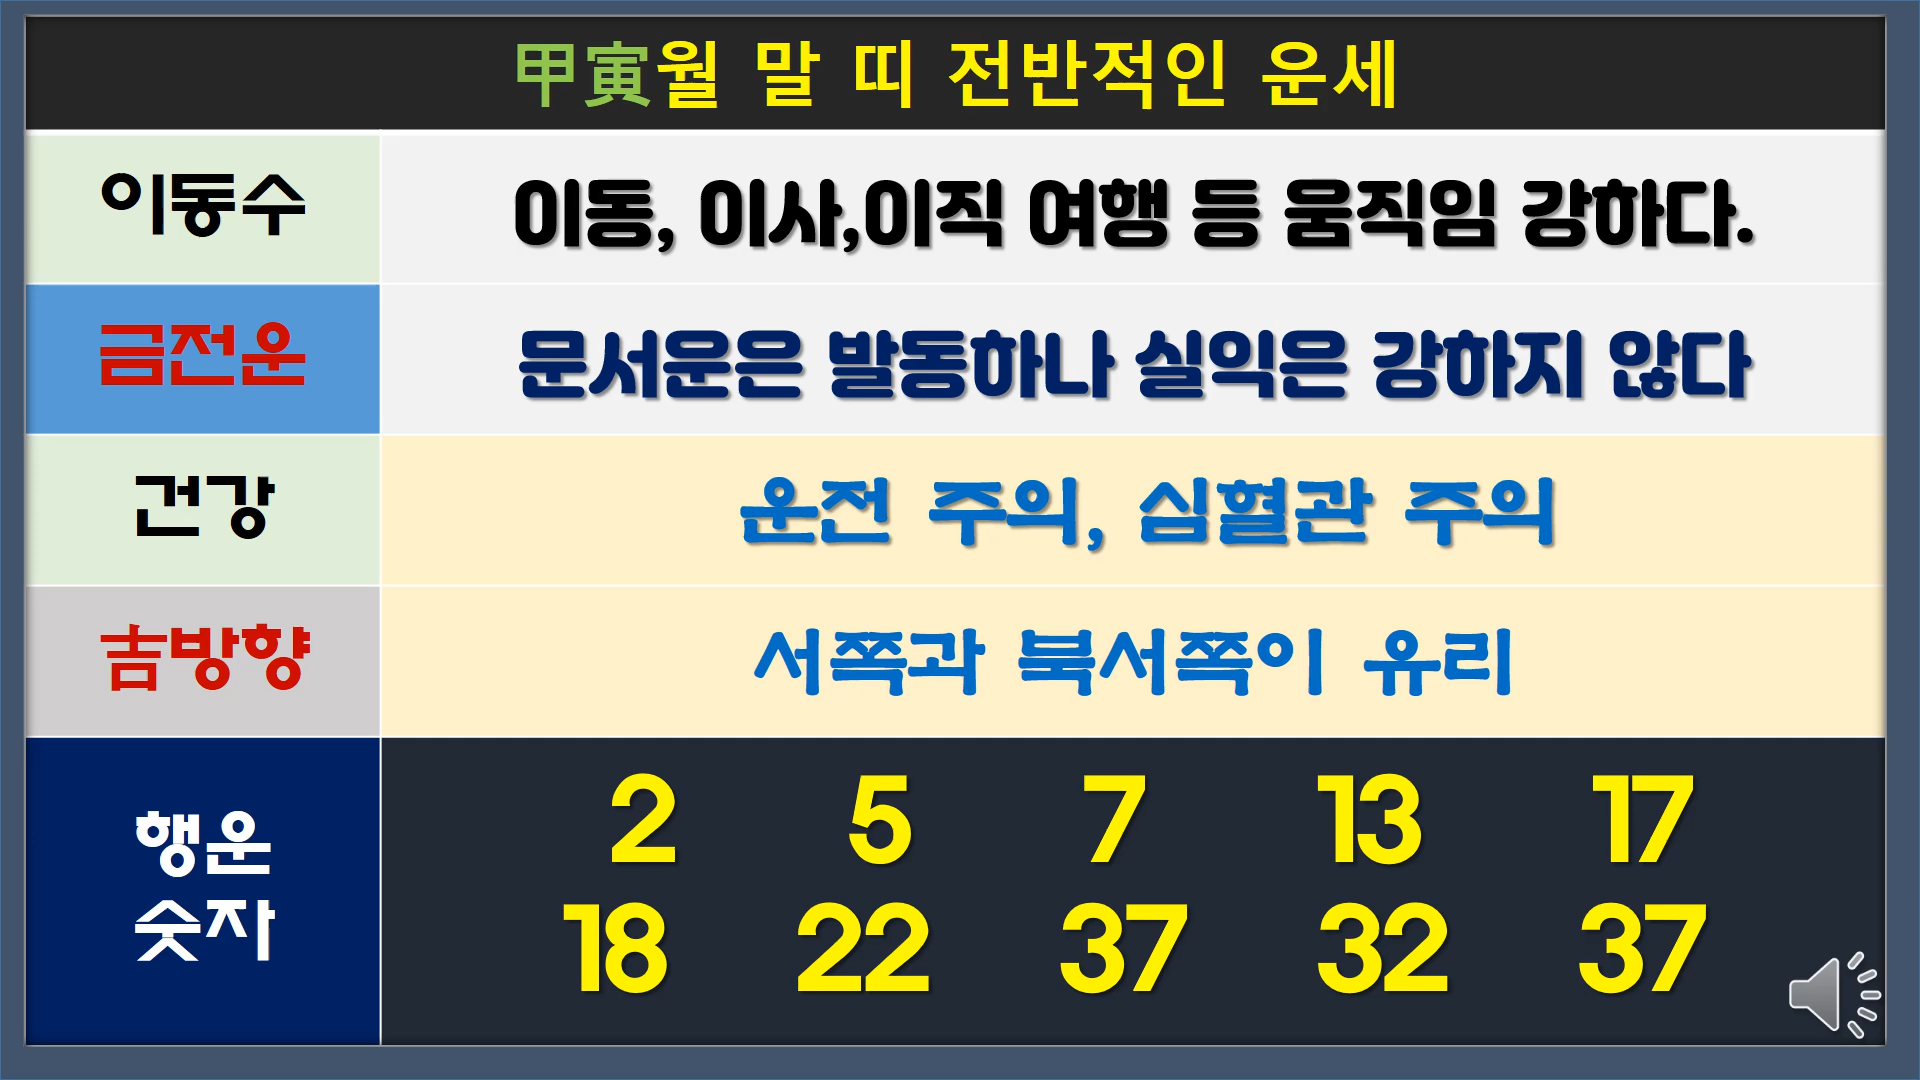 甲寅월 말 띠 전반적인 운세
이동수
이동, 이사,이직 여행 등 움직임 강하다.
금전운
문서운은 발동하나 실익은 강하지 않다
건강
운전 주의, 심혈관 주의
吉방향
서쪽과 북서쪽이 유리
행운
숫자
2 5 7 13 17
18 22 37 32 37